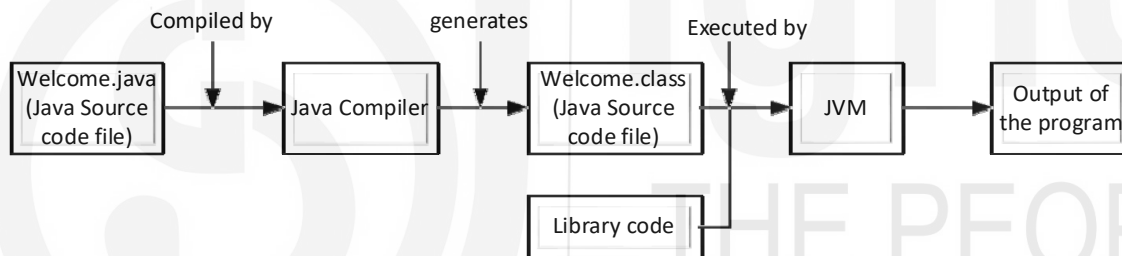 Compiled by
generates
Executed by
Welcome.java
(Java Source
code file)
Java Compiler
Welcome.class
(Java Source
code file)
JVM
Output of
the program
Library code
THE PEOP